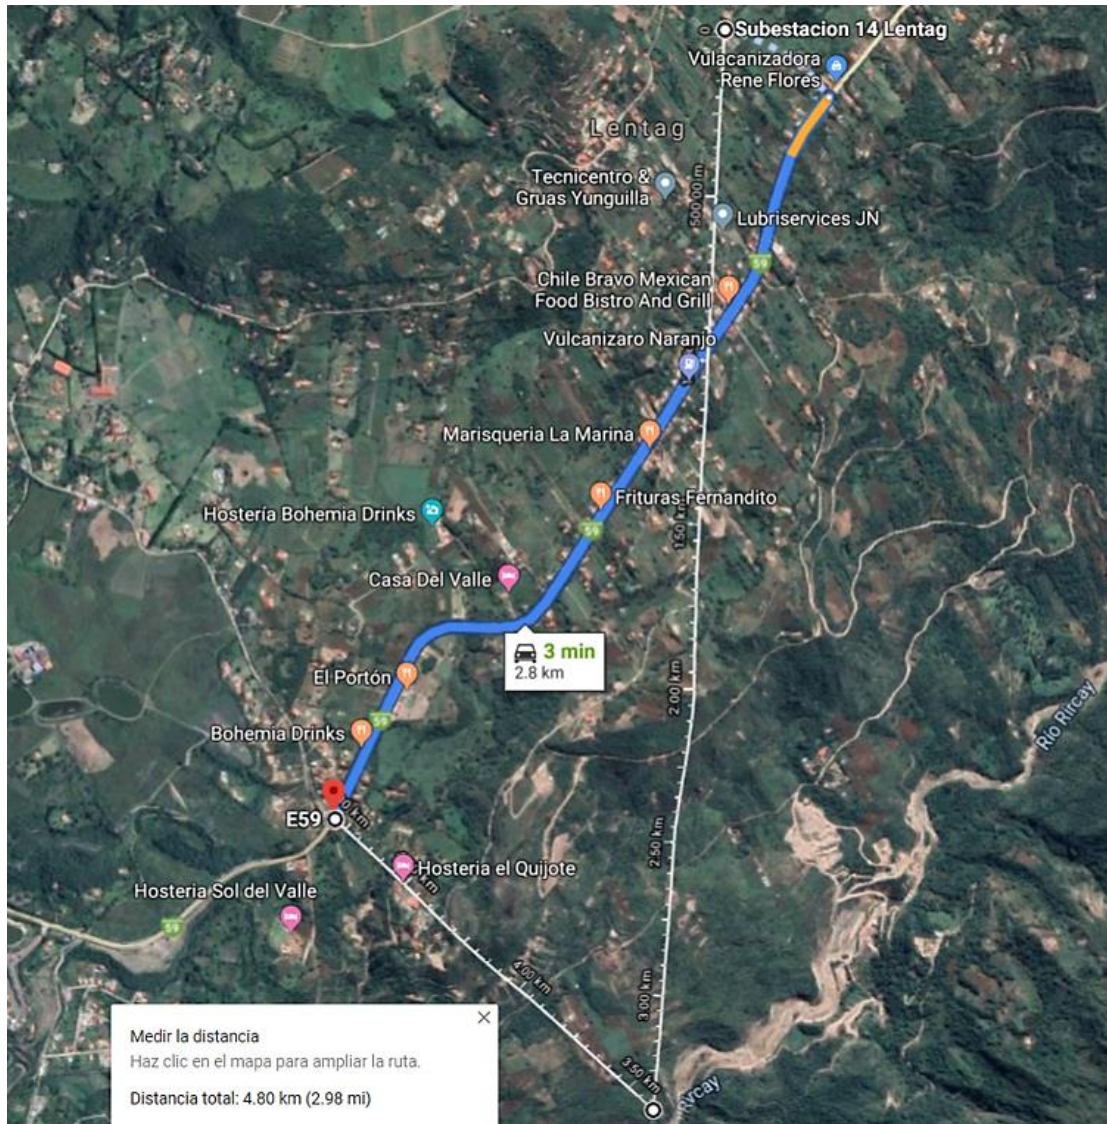 0
Subestacion 14 Lentag
Vulacanizadora
Rene Flores
Lentag
Tecnicentro &
Gruas Yunguilla
500.00 m
Lubriservices JN
59
Chile Bravo Mexican
Food Bistro And Grill
Vulcanizaro Naranjo
Marisqueria La Marina
Frituras Fernandito
Hostería Bohemia Drinks
59
1.50 km
Casa Del Valle
3 min
2.8 km
El Portón
2.00 km
59
Bohemia Drinks
Río Rircay
E59
2.50 km
Hosteria el Quijote
Hosteria Sol del Valle
59
4.00 km
3.00 km
3.50 km
Medir la distancia
Haz clic en el mapa para ampliar la ruta.
Distancia total: 4.80 km (2.98 mi)